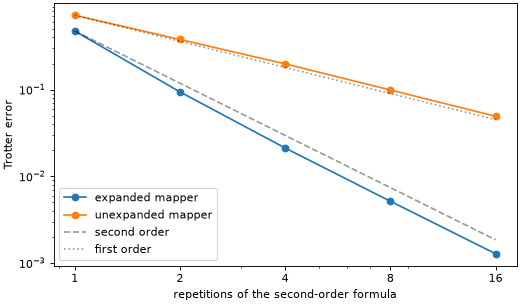 Trotter error
10⁻¹
10⁻²
10⁻³
expanded mapper
unexpanded mapper
second order
first order
1 2 4 8 16
repetitions of the second-order formula